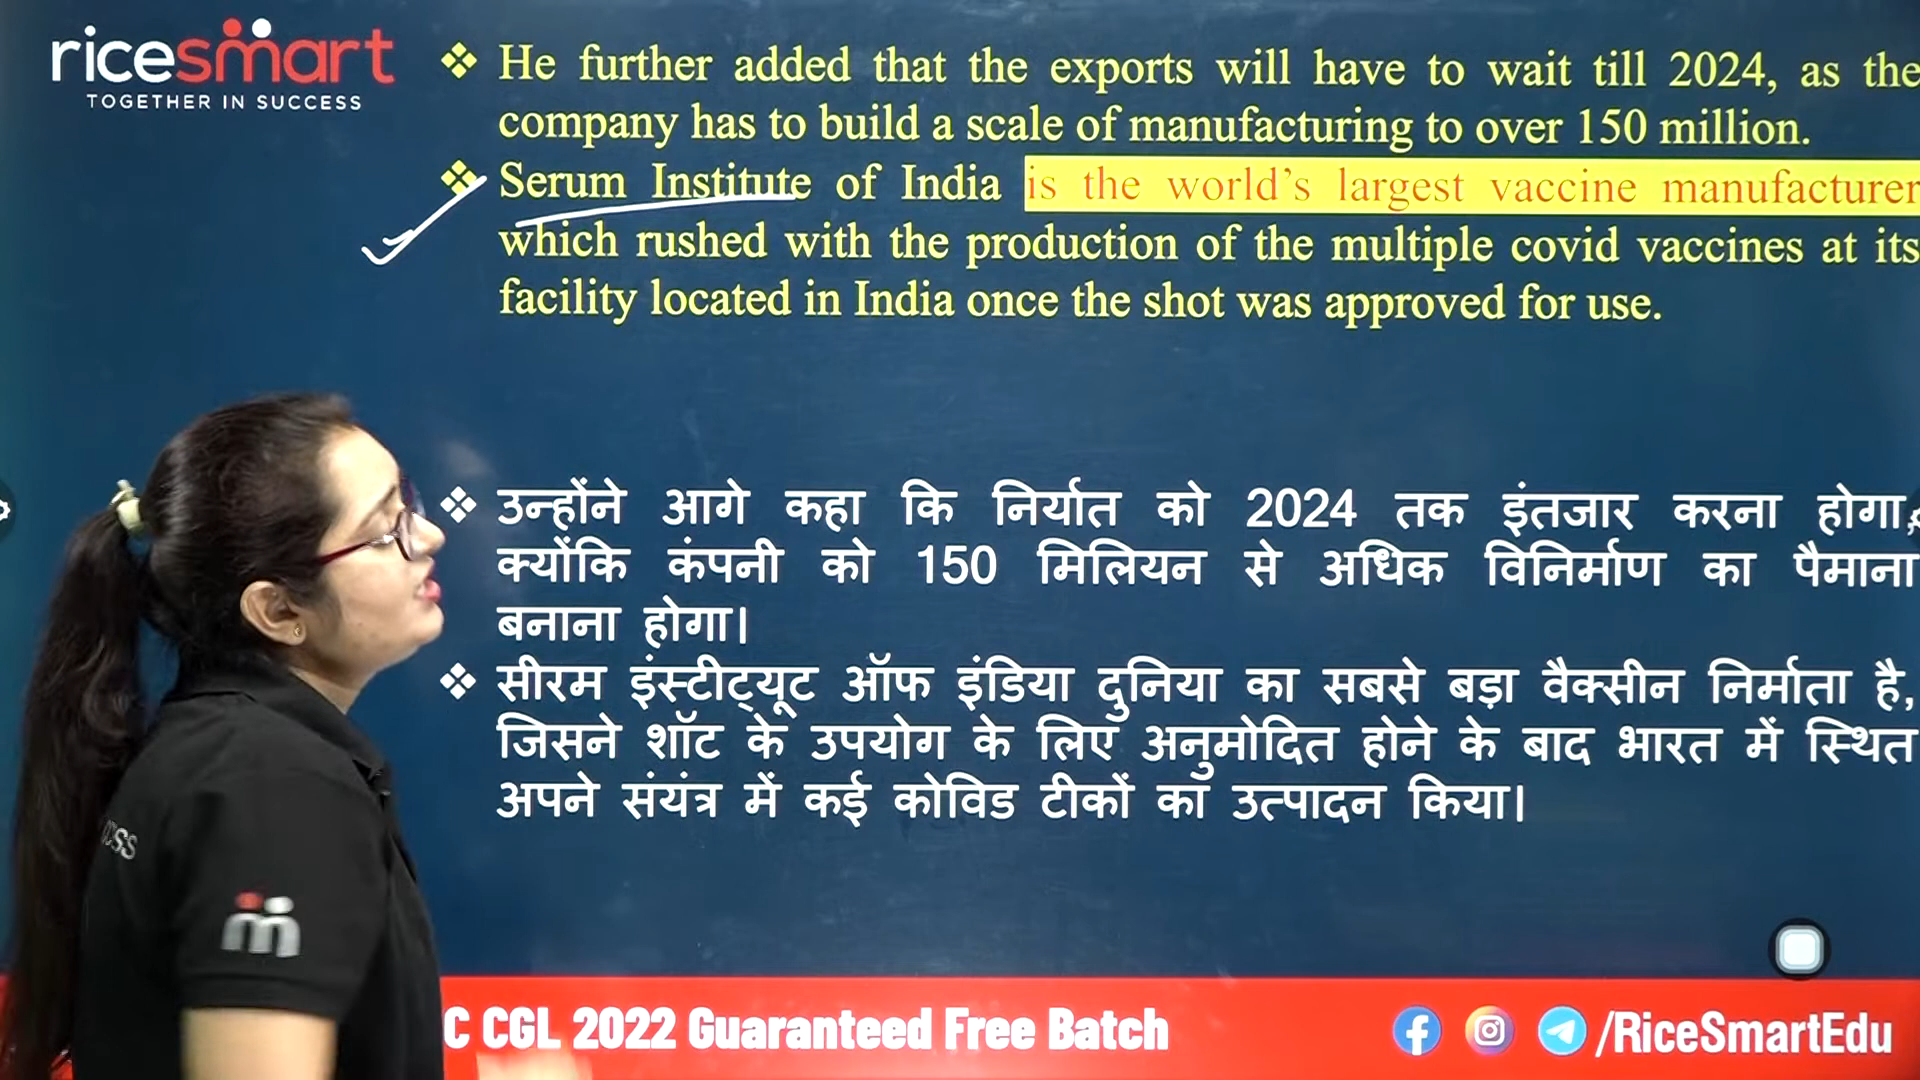 ricesmart
TOGETHER IN SUCCESS
❖ He further added that the exports will have to wait till 2024, as the
company has to build a scale of manufacturing to over 150 million.
❖ Serum Institute of India is the world's largest vaccine manufacturer
which rushed with the production of the multiple covid vaccines at its
facility located in India once the shot was approved for use.
❖ उन्होंने आगे कहा कि निर्यात को 2024 तक इंतजार करना होगा,
क्योंकि कंपनी को 150 मिलियन से अधिक विनिर्माण का पैमाना
बनाना होगा।
❖ सीरम इंस्टीट्यूट ऑफ इंडिया दुनिया का सबसे बड़ा वैक्सीन निर्माता है,
जिसने शॉट के उपयोग के लिए अनुमोदित होने के बाद भारत में स्थित
अपने संयंत्र में कई कोविड टीकों का उत्पादन किया।
C CGL 2022 Guaranteed Free Batch
/RiceSmartEdu